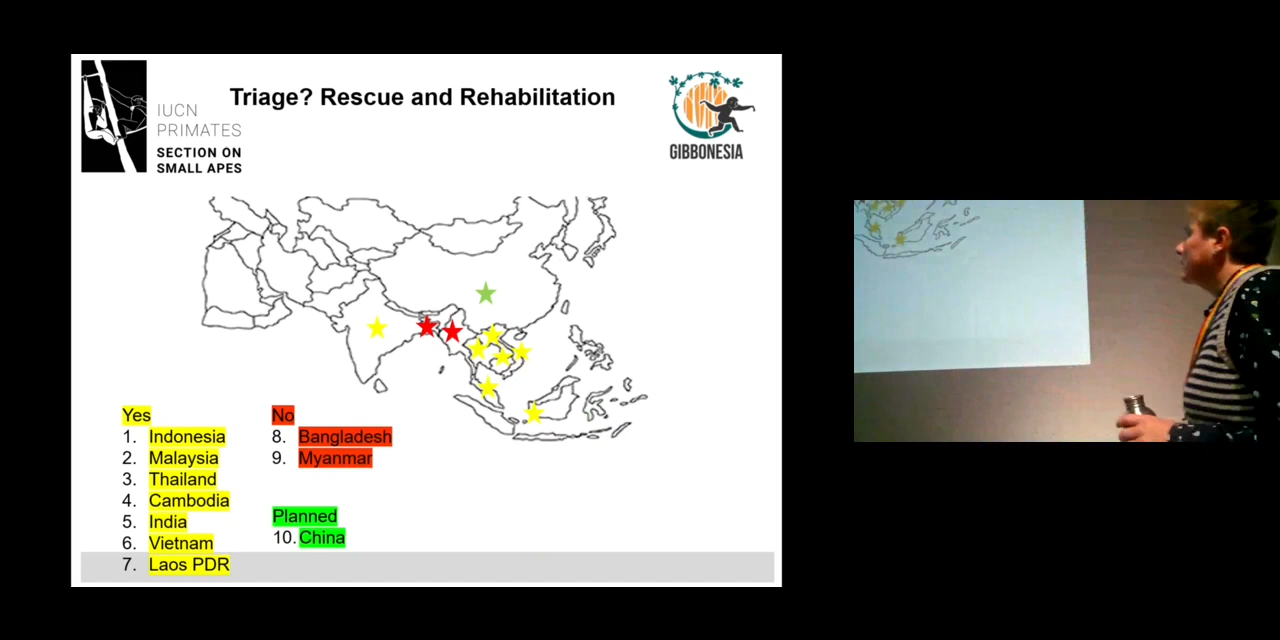 IUCN
PRIMATES
SECTION ON
SMALL APES
Triage? Rescue and Rehabilitation
GIBBONESIA
Yes
1. Indonesia
2. Malaysia
3. Thailand
4. Cambodia
5. India
6. Vietnam
7. Laos PDR
No
8. Bangladesh
9. Myanmar
Planned
10. China